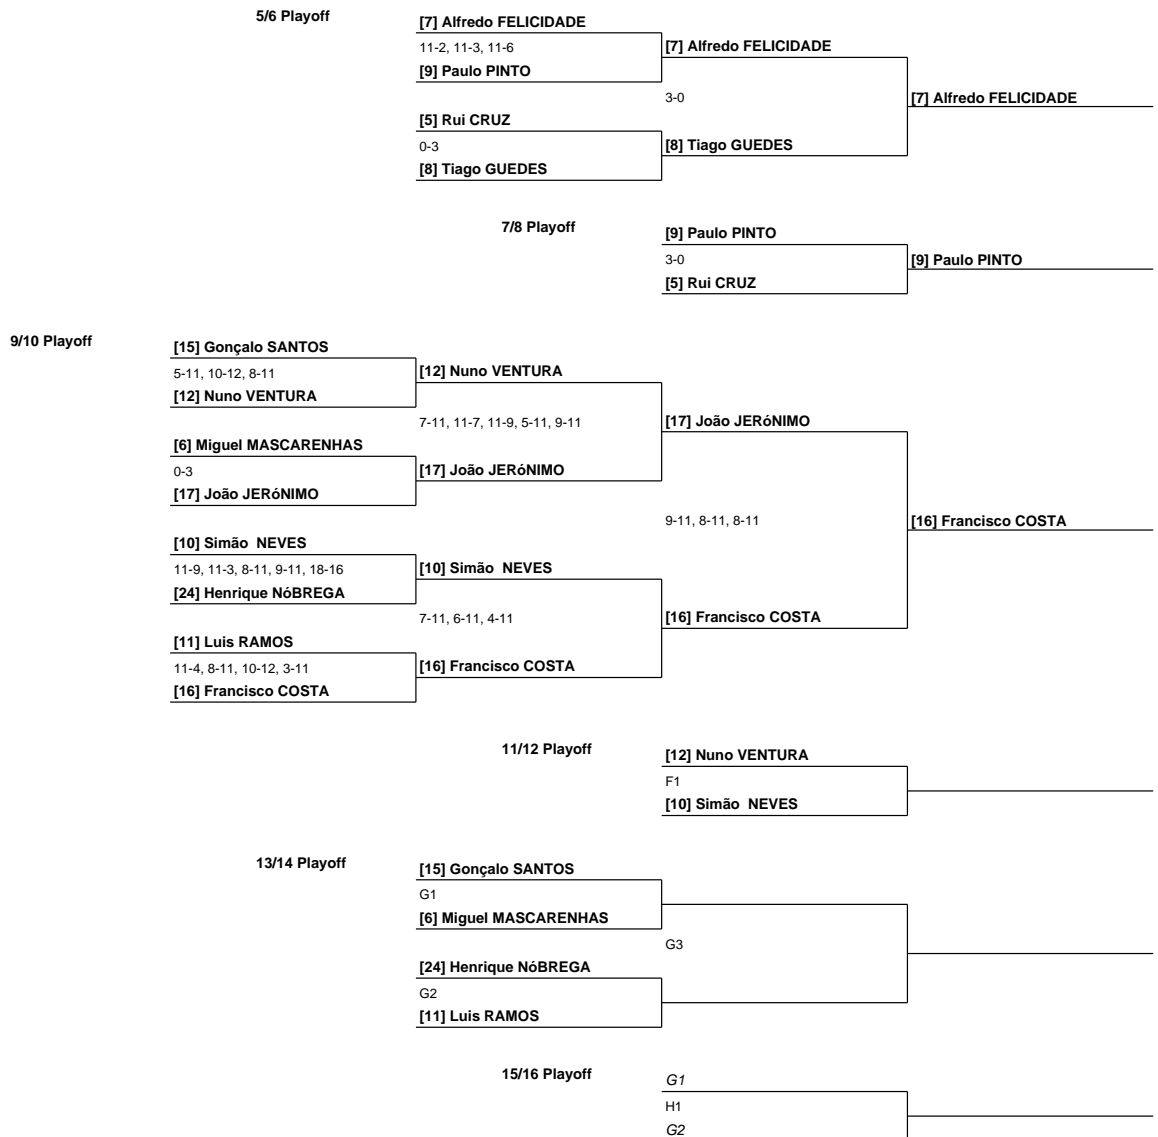 5/6 Playoff
[7] Alfredo FELICIDADE
11-2, 11-3, 11-6
[7] Alfredo FELICIDADE
[9] Paulo PINTO
3-0
[7] Alfredo FELICIDADE
[5] Rui CRUZ
0-3
[8] Tiago GUEDES
[8] Tiago GUEDES
7/8 Playoff
[9] Paulo PINTO
3-0
[9] Paulo PINTO
[5] Rui CRUZ
9/10 Playoff
[15] Gonçalo SANTOS
5-11, 10-12, 8-11
[12] Nuno VENTURA
[12] Nuno VENTURA
7-11, 11-7, 11-9, 5-11, 9-11
[17] João JERóNIMO
[6] Miguel MASCARENHAS
0-3
[17] João JERóNIMO
[17] João JERóNIMO
9-11, 8-11, 8-11
[16] Francisco COSTA
[10] Simão  NEVES
11-9, 11-3, 8-11, 9-11, 18-16
[10] Simão  NEVES
[24] Henrique NóBREGA
7-11, 6-11, 4-11
[16] Francisco COSTA
[11] Luis RAMOS
11-4, 8-11, 10-12, 3-11
[16] Francisco COSTA
[16] Francisco COSTA
11/12 Playoff
[12] Nuno VENTURA
F1
[10] Simão  NEVES
13/14 Playoff
[15] Gonçalo SANTOS
G1
[6] Miguel MASCARENHAS
G3
[24] Henrique NóBREGA
G2
[11] Luis RAMOS
15/16 Playoff
G1
H1
G2